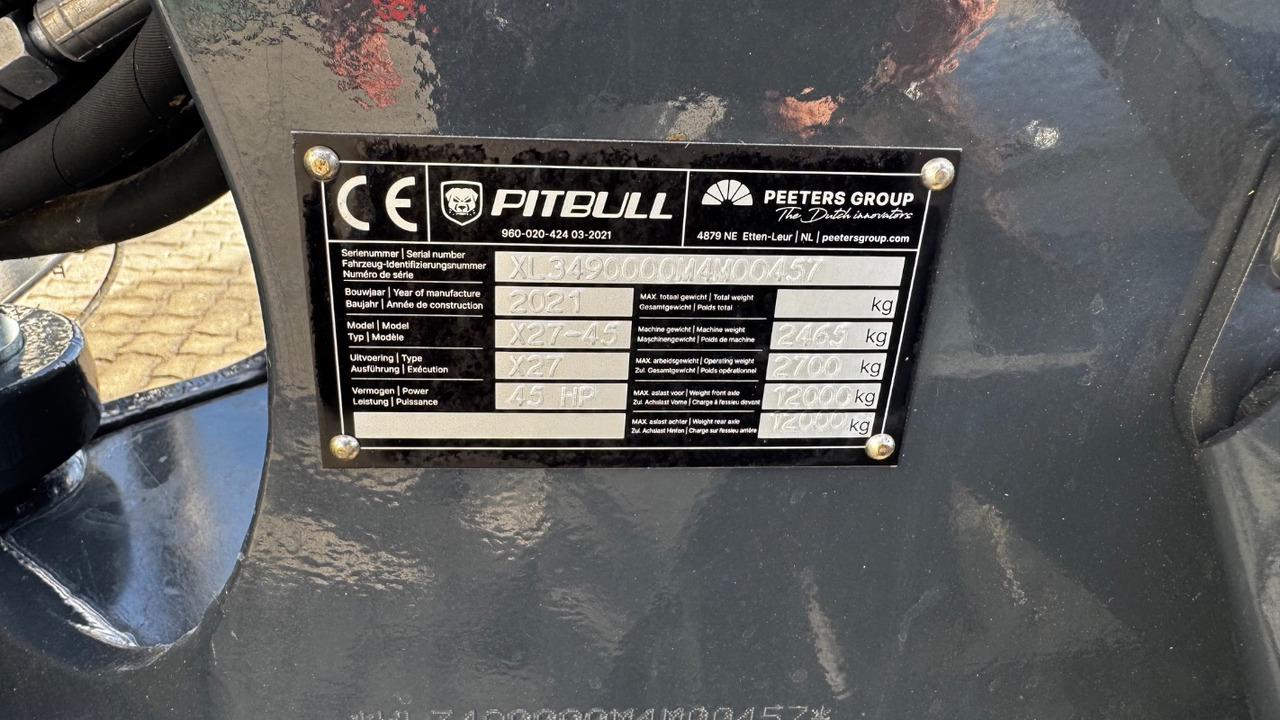 CE
PITBULL
960-020-424 03-2021
PEETERS GROUP
The Dutch innovators
4879 NE Etten-Leur | NL | peetersgroup.com
Serienummer | Serial number
Fahrzeug-Identifizierungsnummer
Numéro de série
XL3490000M4M00457
Bouwjaar | Year of manufacture
Baujahr | Année de construction
2021
Model | Model
Typ | Modèle
X27-45
Uitvoering | Type
Ausführung | Exécution
X27
Vermogen | Power
Leistung | Puissance
45 HP
MAX. totaal gewicht | Total weight
Gesamtgewicht | Poids total
kg
Machine gewicht | Machine weight
Maschinengewicht | Poids de machine
2465 kg
MAX. arbeidsgewicht | Operating weight
Zul. Gesamtgewicht | Poids opérationnel
2700 kg
MAX. aslast voor | Weight front axle
Zul. Achslast Vorne | Charge à l'essieu devant
12000 kg
MAX. aslast achter | Weight rear axle
Zul. Achslast Hinten | Charge sur l'essieu arrière
12000 kg
*XL3490000M4M00457*